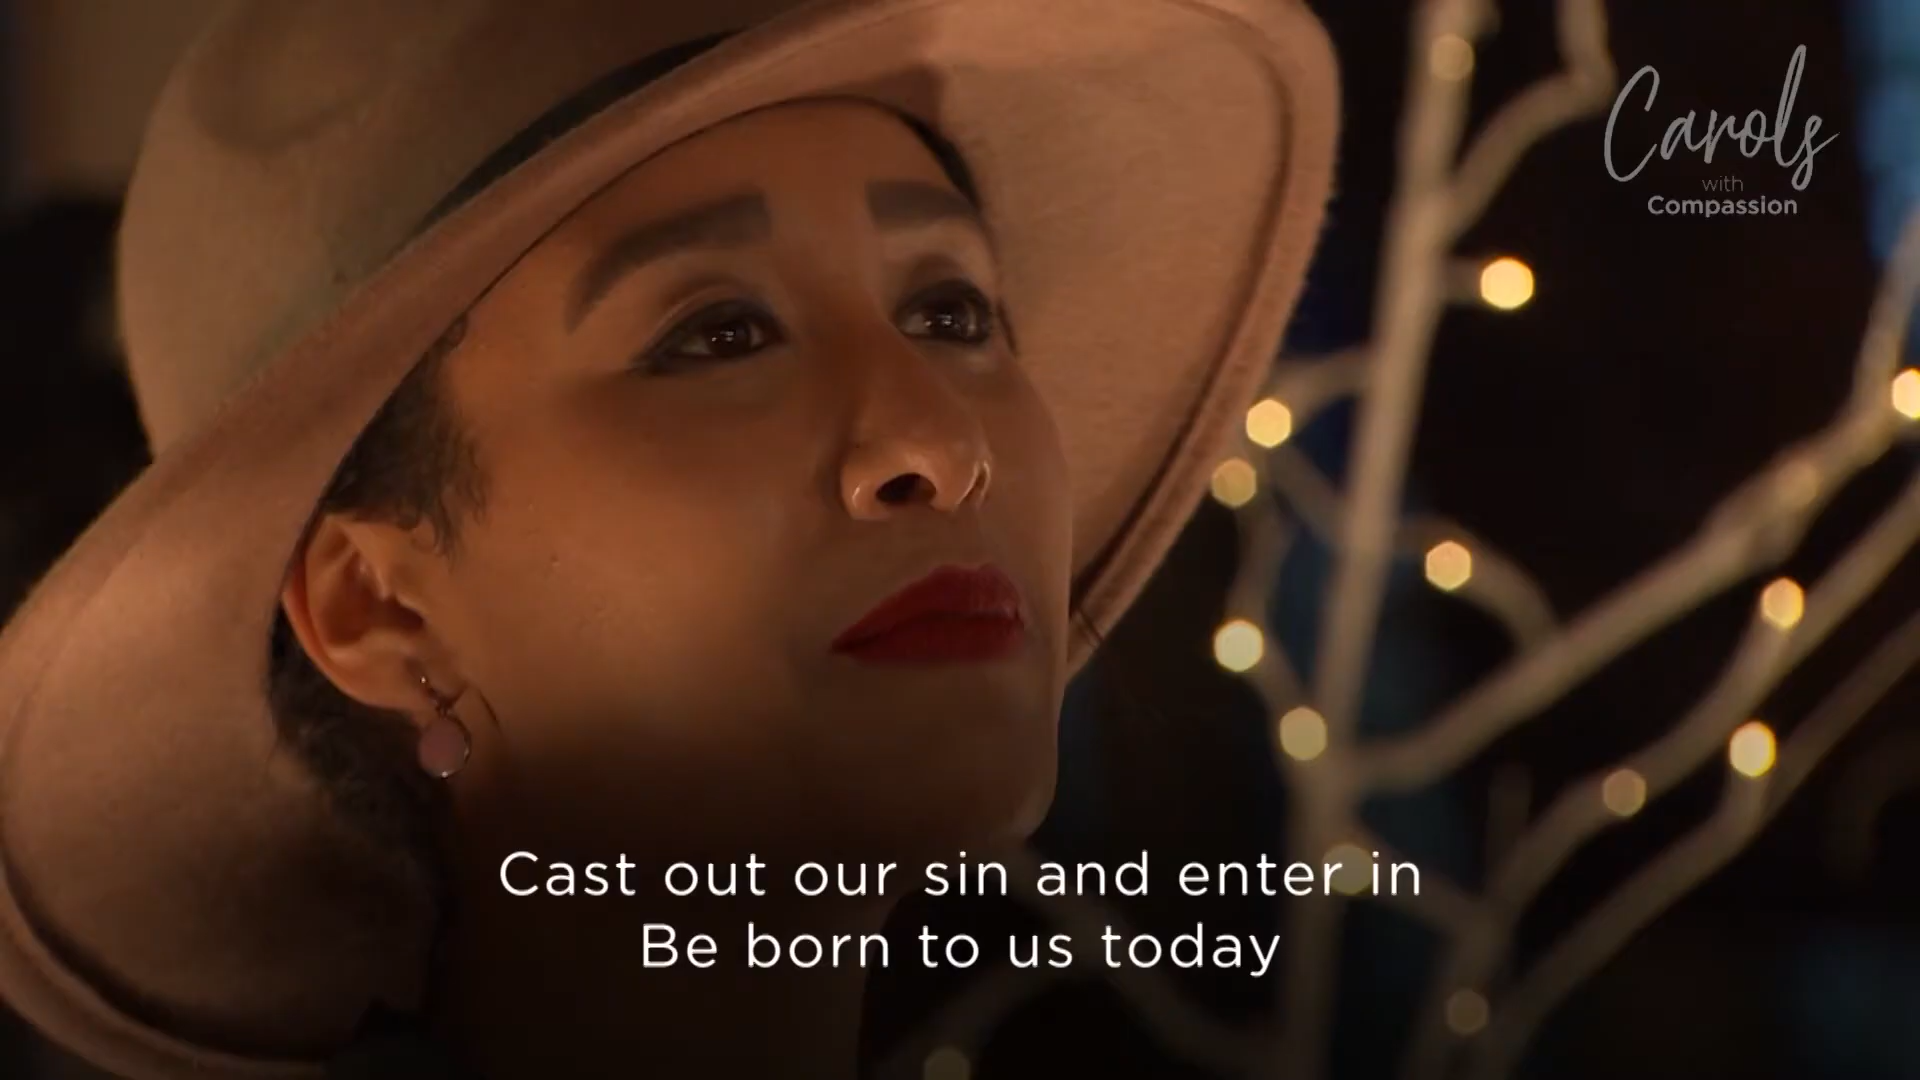 Carols
with
Compassion
Cast out our sin and enter in
Be born to us today